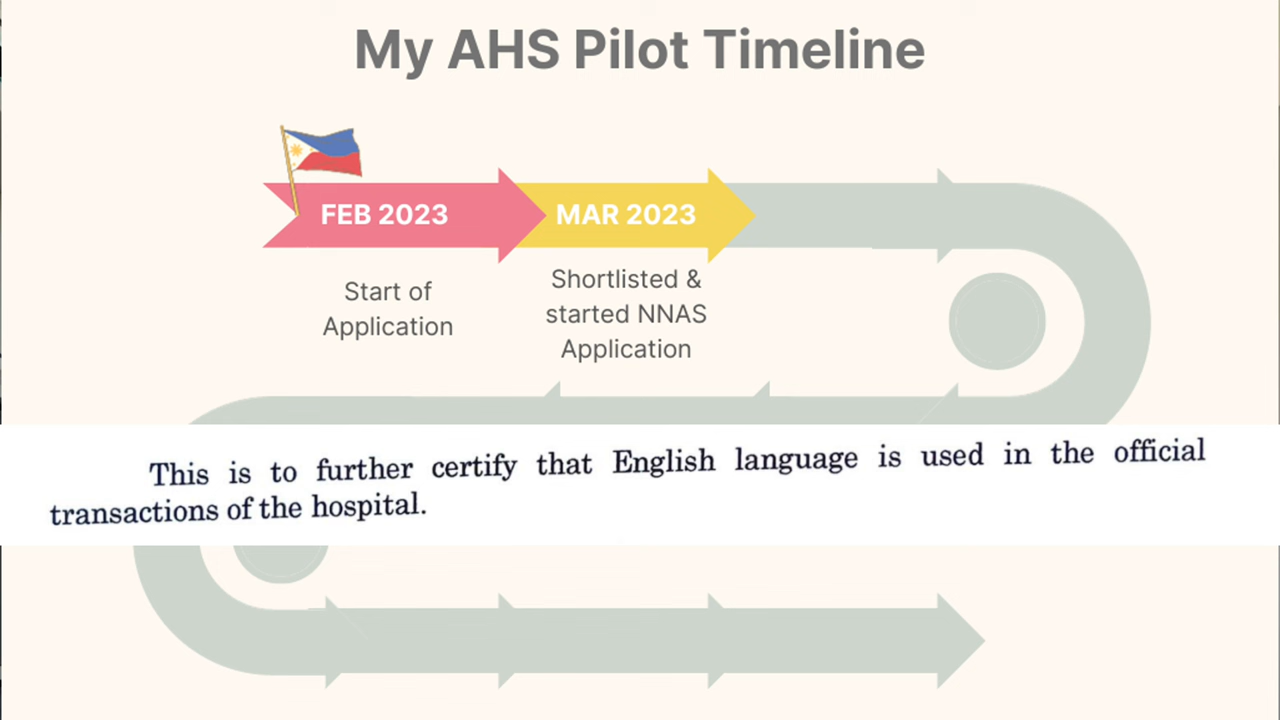 My AHS Pilot Timeline
FEB 2023
MAR 2023
Start of
Application
Shortlisted &
started NNAS
Application
This is to further certify that English language is used in the official
transactions of the hospital.